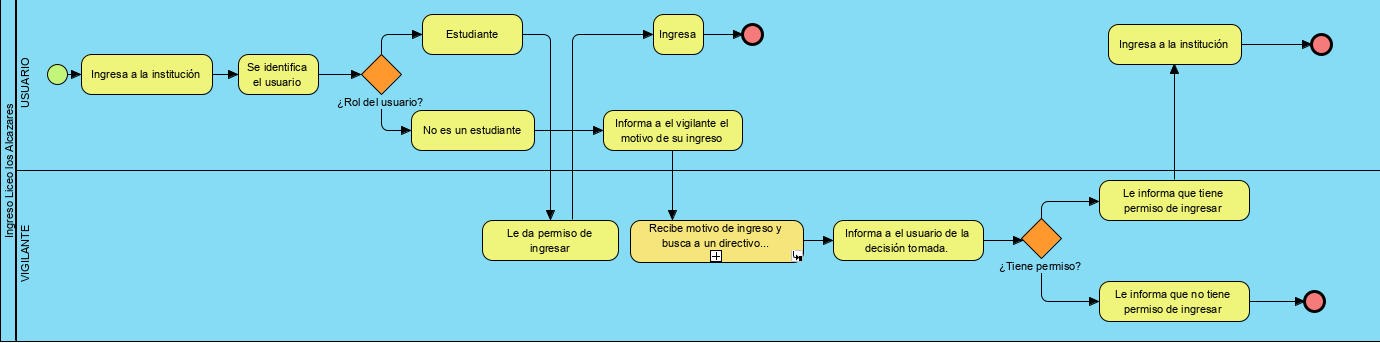 Ingreso Liceo los Alcazares
USUARIO
Ingresa a la institución
Se identifica
el usuario
¿Rol del usuario?
Estudiante
No es un estudiante
Ingresa
Informa a el vigilante el
motivo de su ingreso
Ingresa a la institución
VIGILANTE
Le da permiso de
ingresar
Recibe motivo de ingreso y
busca a un directivo...
Informa a el usuario de la
decisión tomada.
¿Tiene permiso?
Le informa que tiene
permiso de ingresar
Le informa que no tiene
permiso de ingresar